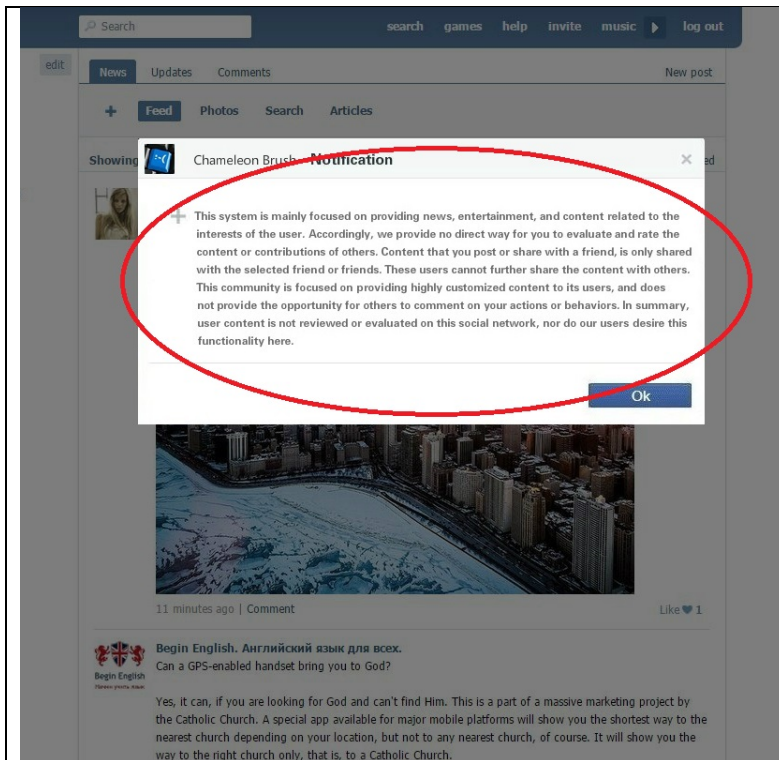 Search
search games help invite music log out
edit
News Updates Comments New post
+ Feed Photos Search Articles
Showing
Chameleon Brush Notification ×
ed
+ This system is mainly focused on providing news, entertainment, and content related to the
interests of the user. Accordingly, we provide no direct way for you to evaluate and rate the
content or contributions of others. Content that you post or share with a friend, is only shared
with the selected friend or friends. These users cannot further share the content with others.
This community is focused on providing highly customized content to its users, and does
not provide the opportunity for others to comment on your actions or behaviors. In summary,
user content is not reviewed or evaluated on this social network, nor do our users desire this
functionality here.
Ok
11 minutes ago | Comment Like 1
Begin English. Английский язык для всех.
Can a GPS-enabled handset bring you to God?
Begin English
Начни учить язык
Yes, it can, if you are looking for God and can't find Him. This is a part of a massive marketing project by
the Catholic Church. A special app available for major mobile platforms will show you the shortest way to the
nearest church depending on your location, but not to any nearest church, of course. It will show you the
way to the right church only, that is, to a Catholic Church.